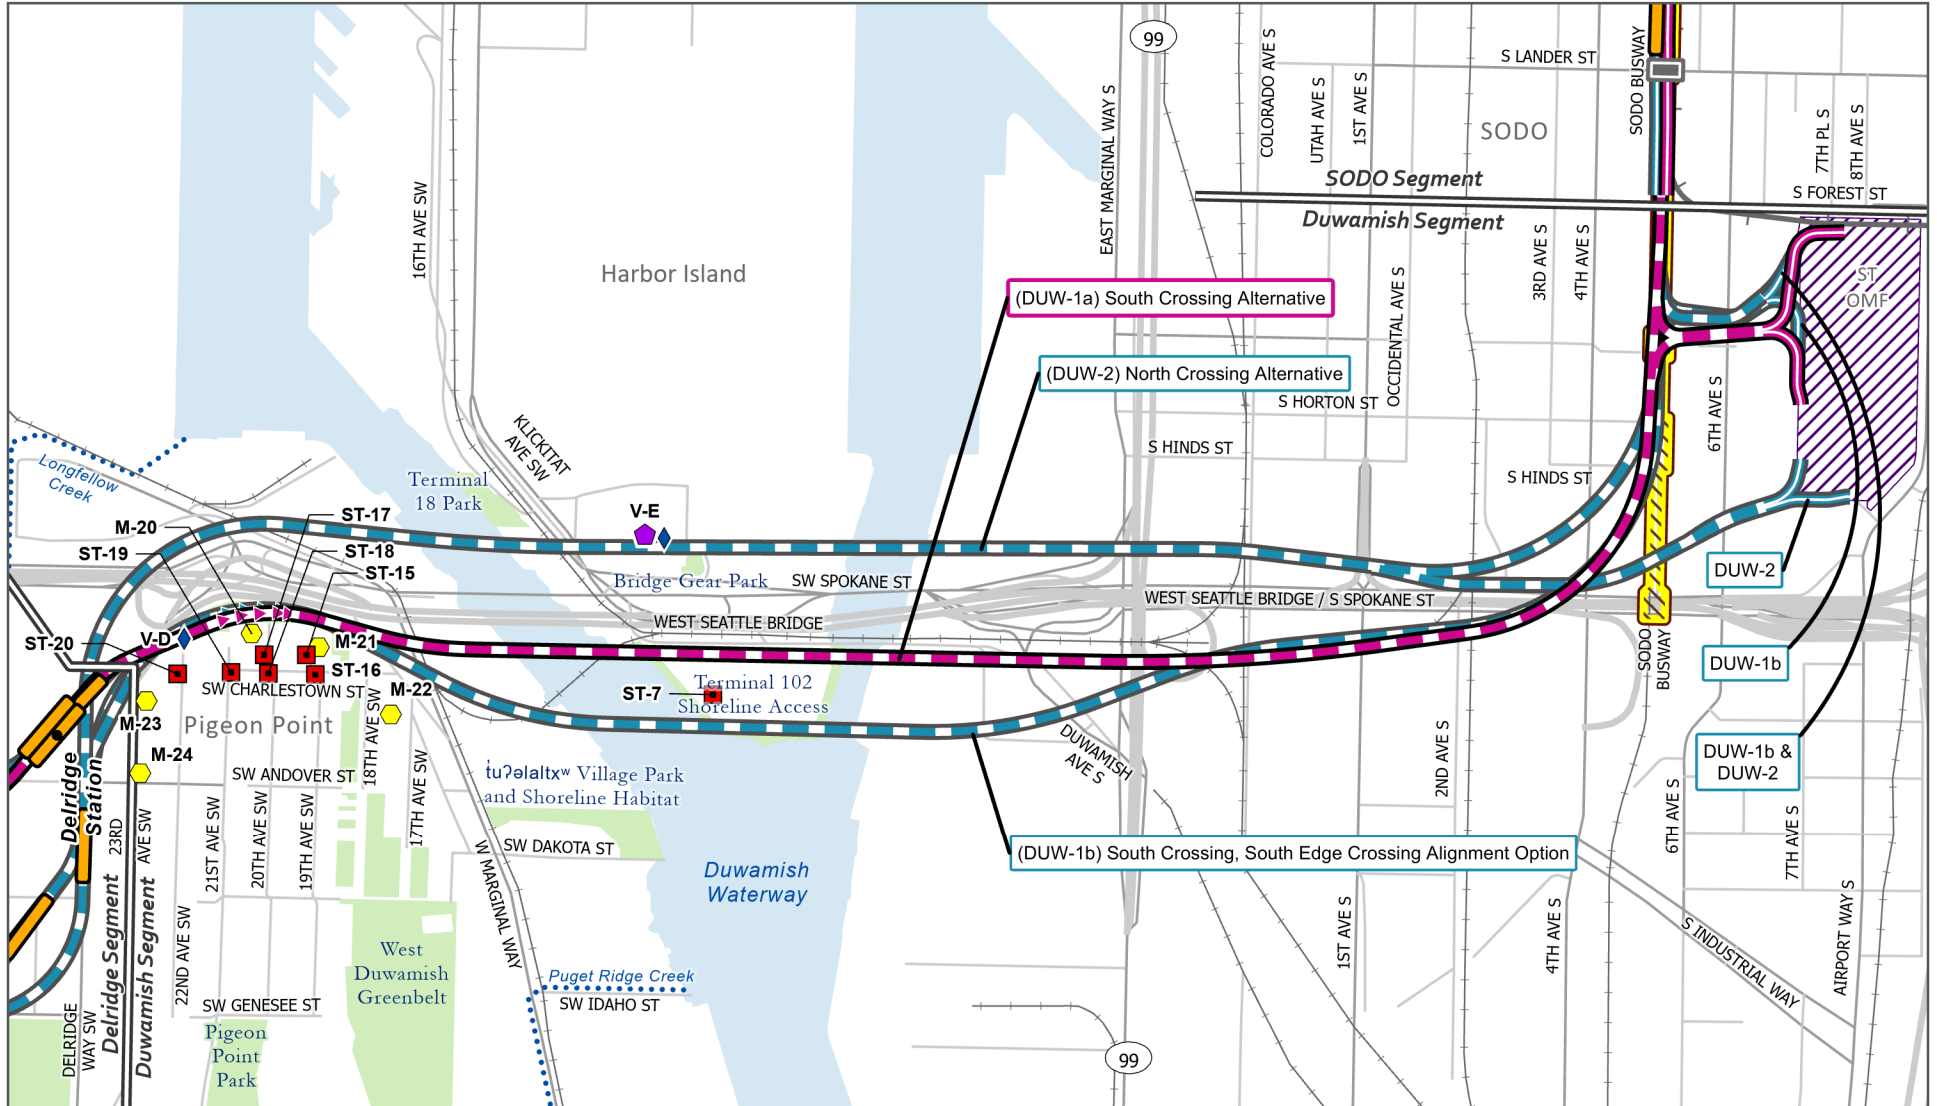 99
S LANDER ST
SODO BUSWAY
COLORADO AVE S
UTAH AVE S
1ST AVE S
SODO
7TH PL S
8TH AVE S
EAST MARGINAL WAY S
16TH AVE SW
SODO Segment
S FOREST ST
Duwamish Segment
3RD AVE S
4TH AVE S
OCCIDENTAL AVE S
Harbor Island
ST
OMF
(DUW-1a) South Crossing Alternative
(DUW-2) North Crossing Alternative
S HORTON ST
6TH AVE S
KLICKITAT
AVE SW
S HINDS ST
S HINDS ST
Longfellow
Creek
Terminal
18 Park
M-20
ST-17
V-E
ST-19
ST-18
ST-15
Bridge Gear Park
SW SPOKANE ST
DUW-2
WEST SEATTLE BRIDGE / S SPOKANE ST
WEST SEATTLE BRIDGE
ST-20
V-D
M-21
ST-16
SODO
BUSWAY
DUW-1b
SW CHARLESTOWN ST
M-22
ST-7
Terminal 102
Shoreline Access
M-23
Pigeon Point
18TH AVE SW
M-24
DUWAMISH
AVE S
2ND AVE S
DUW-1b &
DUW-2
SW ANDOVER ST
t̓uʔəlaltxʷ Village Park
and Shoreline Habitat
Delridge
Station
23RD
AVE SW
21ST AVE SW
20TH AVE SW
19TH AVE SW
17TH AVE SW
6TH AVE S
7TH AVE S
SW DAKOTA ST
W MARGINAL WAY
(DUW-1b) South Crossing, South Edge Crossing Alignment Option
Duwamish
Waterway
Delridge Segment
Duwamish Segment
22ND AVE SW
1ST AVE S
4TH AVE S
S INDUSTRIAL WAY
AIRPORT WAY S
West
Duwamish
Greenbelt
Puget Ridge Creek
SW IDAHO ST
SW GENESEE ST
DELRIDGE
WAY SW
Pigeon
Point
Park
99